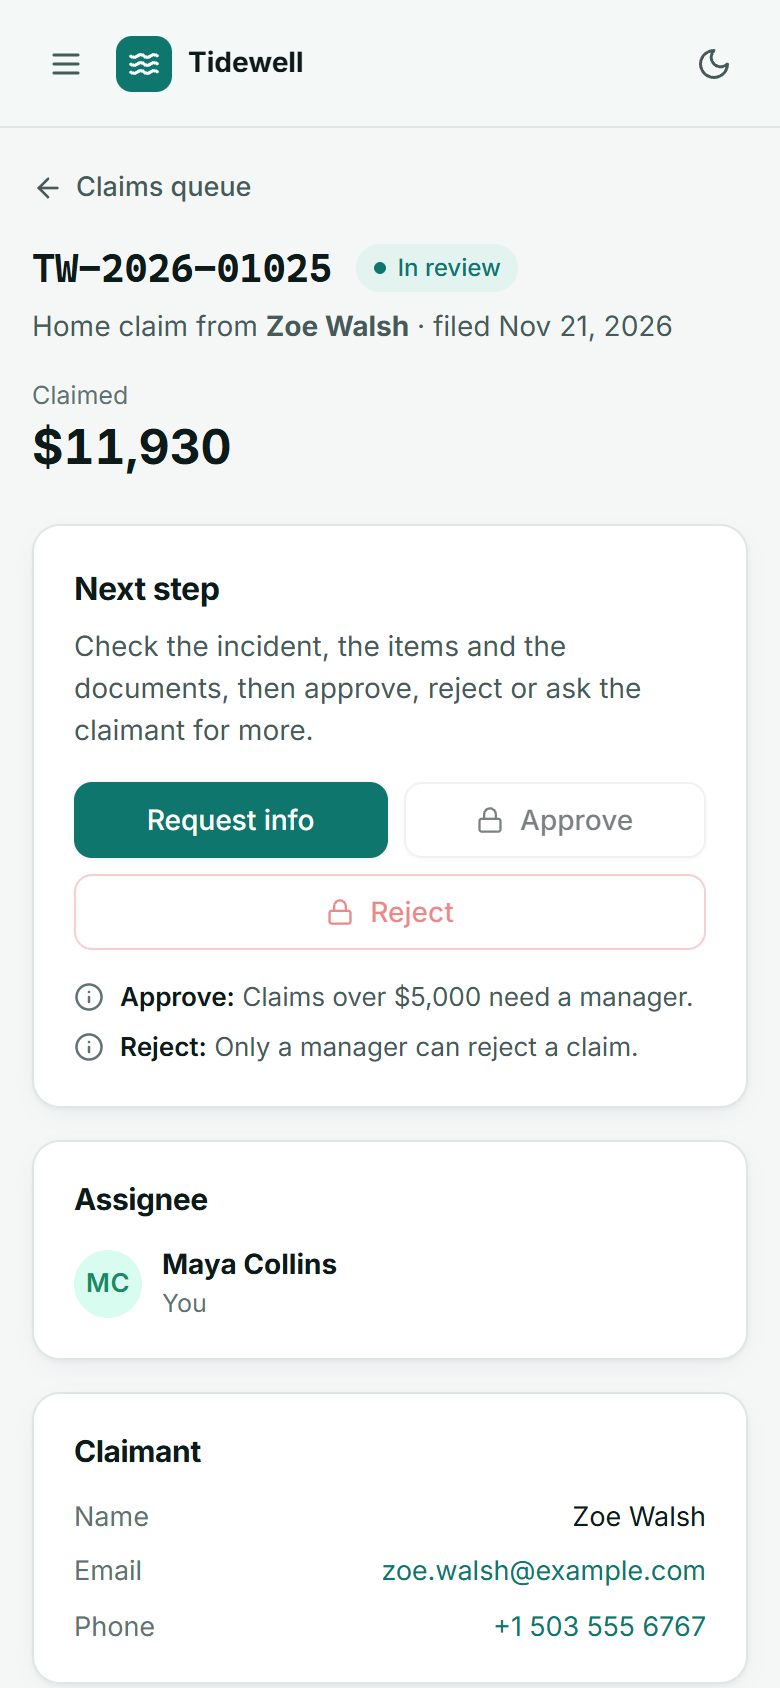 Tidewell
Claims queue
TW-2026-01025
In review
Home claim from Zoe Walsh · filed Nov 21, 2026
Claimed
$11,930
Next step
Check the incident, the items and the
documents, then approve, reject or ask the
claimant for more.
Request info
Approve
Reject
Approve: Claims over $5,000 need a manager.
Reject: Only a manager can reject a claim.
Assignee
MC
Maya Collins
You
Claimant
Name
Zoe Walsh
Email
zoe.walsh@example.com
Phone
+1 503 555 6767